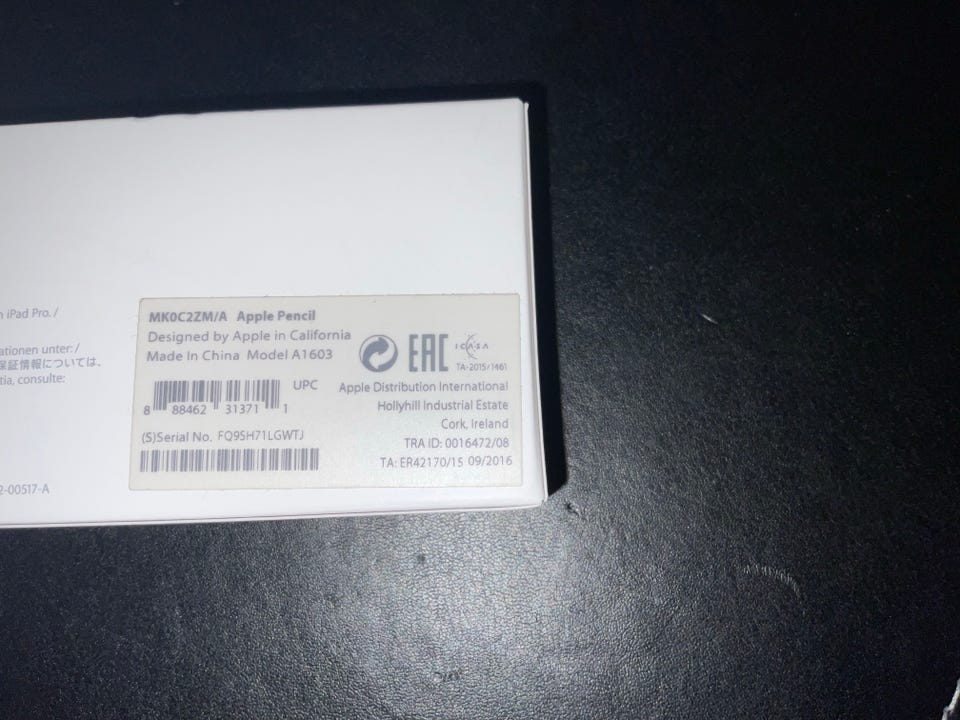 n iPad Pro. /
ationen unter: /
保証情報については、
tia, consulte:
2-00517-A
MK0C2ZM/A Apple Pencil
Designed by Apple in California
Made In China Model A1603
EAC
ICASA
TA-2015/1461
UPC
8 88462 31371 1
(S)Serial No. FQ9SH71LGWTJ
Apple Distribution International
Hollyhill Industrial Estate
Cork, Ireland
TRA ID: 0016472/08
TA: ER42170/15 09/2016